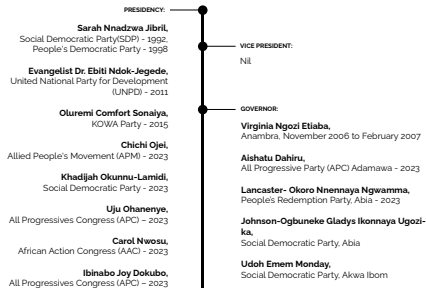 PRESIDENCY:
Sarah Nnadzwa Jibril,
Social Democratic Party(SDP) - 1992,
People's Democratic Party - 1998
Evangelist Dr. Ebiti Ndok-Jegede,
United National Party for Development
(UNPD) - 2011
Oluremi Comfort Sonaiya,
KOWA Party - 2015
Chichi Ojei,
Allied People's Movement (APM) - 2023
Khadijah Okunnu-Lamidi,
Social Democratic Party - 2023
Uju Ohanenye,
All Progressives Congress (APC) – 2023
Carol Nwosu,
African Action Congress (AAC) - 2023
Ibinabo Joy Dokubo,
All Progressives Congress (APC) – 2023
VICE PRESIDENT:
Nil
GOVERNOR:
Virginia Ngozi Etiaba,
Anambra, November 2006 to February 2007
Aishatu Dahiru,
All Progressive Party (APC) Adamawa - 2023
Lancaster- Okoro Nnennaya Ngwamma,
People's Redemption Party, Abia - 2023
Johnson-Ogbuneke Gladys Ikonnaya Ugozi-
ka,
Social Democratic Party, Abia
Udoh Emem Monday,
Social Democratic Party, Akwa Ibom